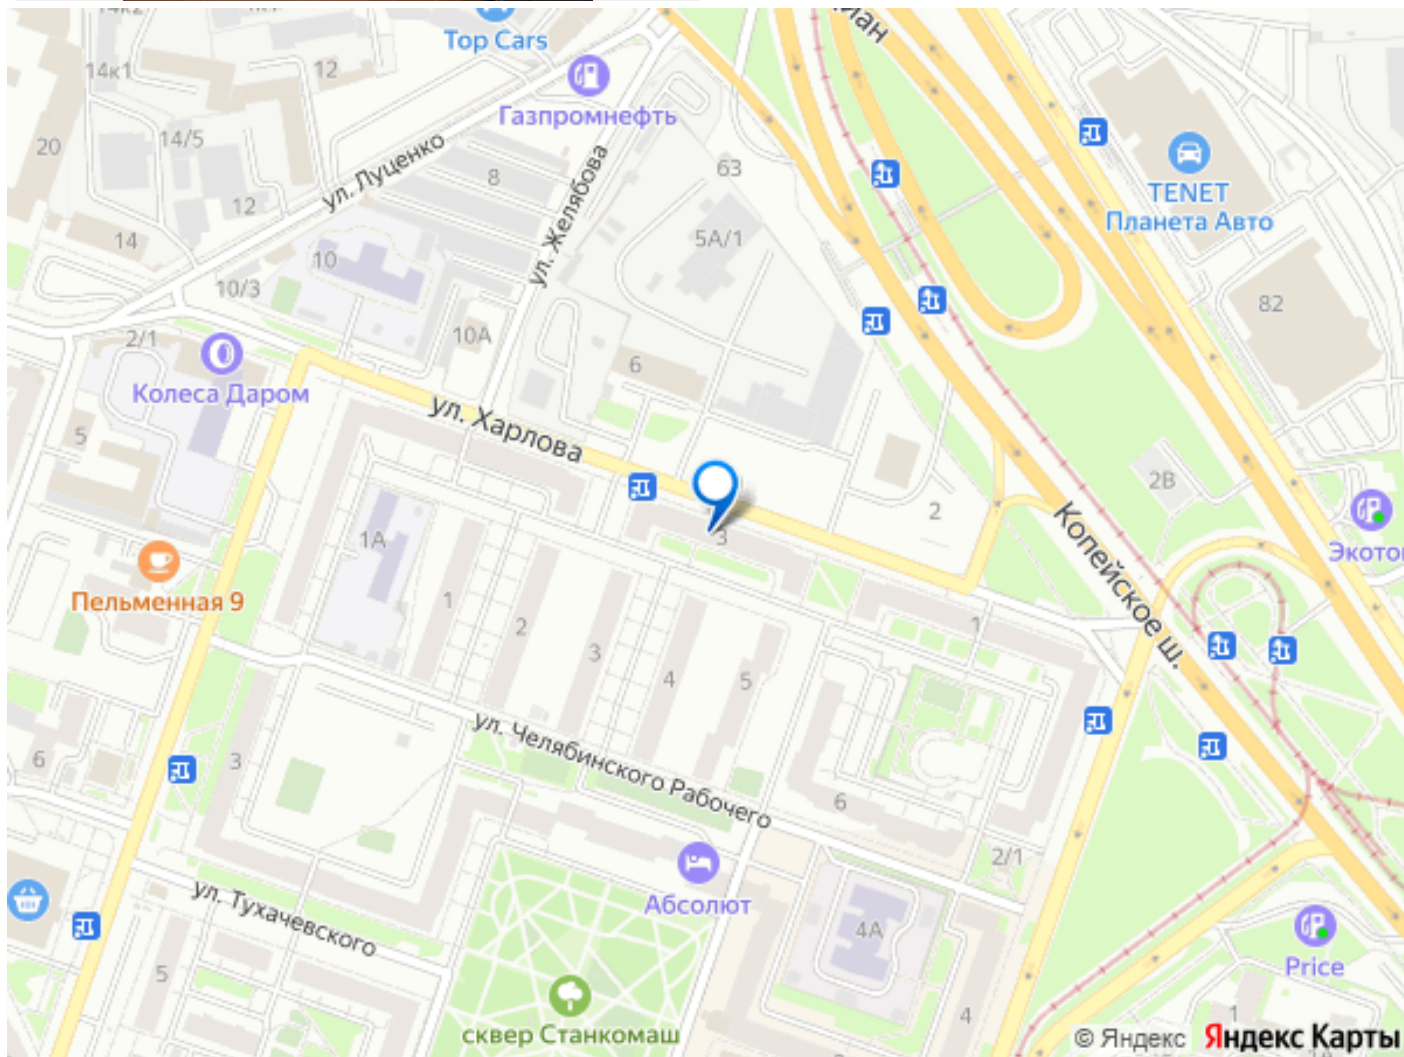 Top Cars
14к1
12
Газпромнефть
20
14/5
ул. Луценко
8
ул. Желябова
63
TENET
Планета Авто
12
14
10
5А/1
10/3
82
2/1
10А
6
Колеса Даром
ул. Харлова
5
2В
2
1А
3
Копейское ш.
Пельменная 9
1
2
3
4
5
1
ул. Челябинского Рабочего
6
3
6
2/1
ул. Тухачевского
Абсолют
4А
5
Price
сквер Станкомаш
4
1
© Яндекс Яндекс Карты